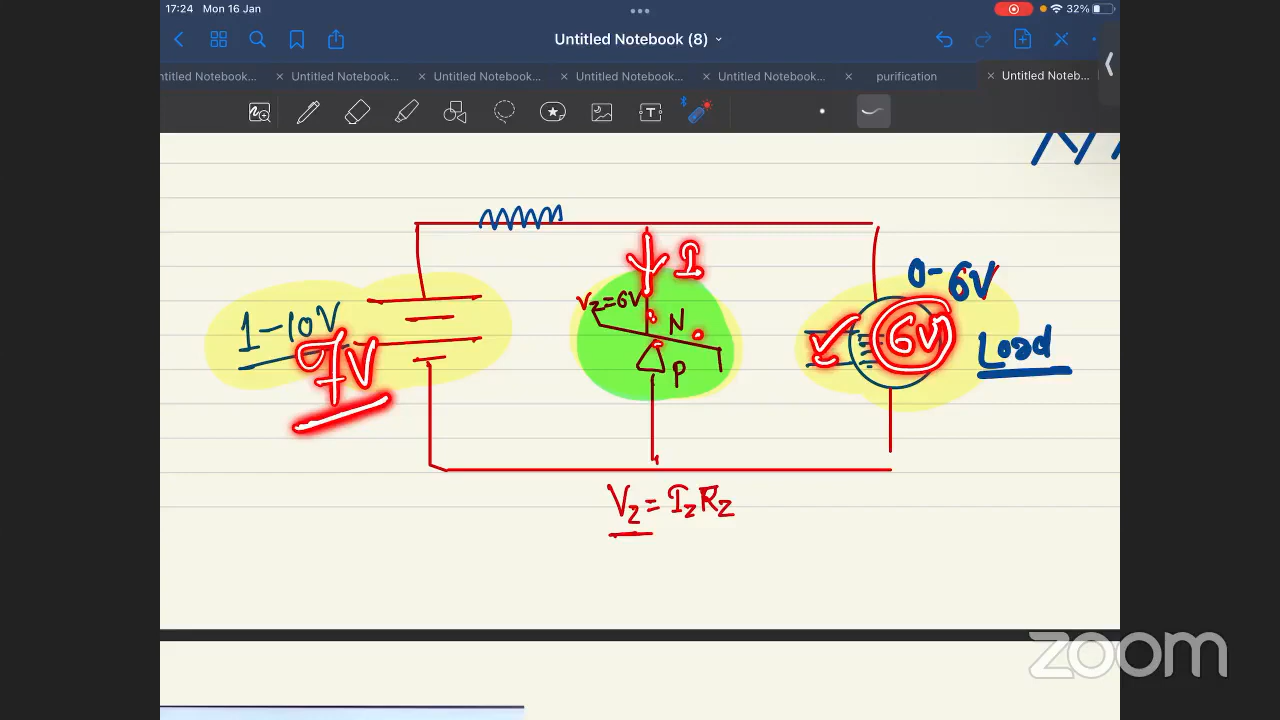 17:24 Mon 16 Jan
32%
Untitled Notebook (8)
ntitled Notebook...
Untitled Notebook...
Untitled Notebook...
Untitled Notebook...
Untitled Notebook...
purification
Untitled Noteb...
T
I
0-6V
Vz=6V
1-10V
N
6V
Load
7V
P
Vz = IzRz
zoom